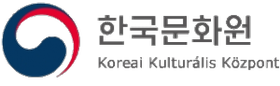 한국문화원
Koreai Kulturális Központ